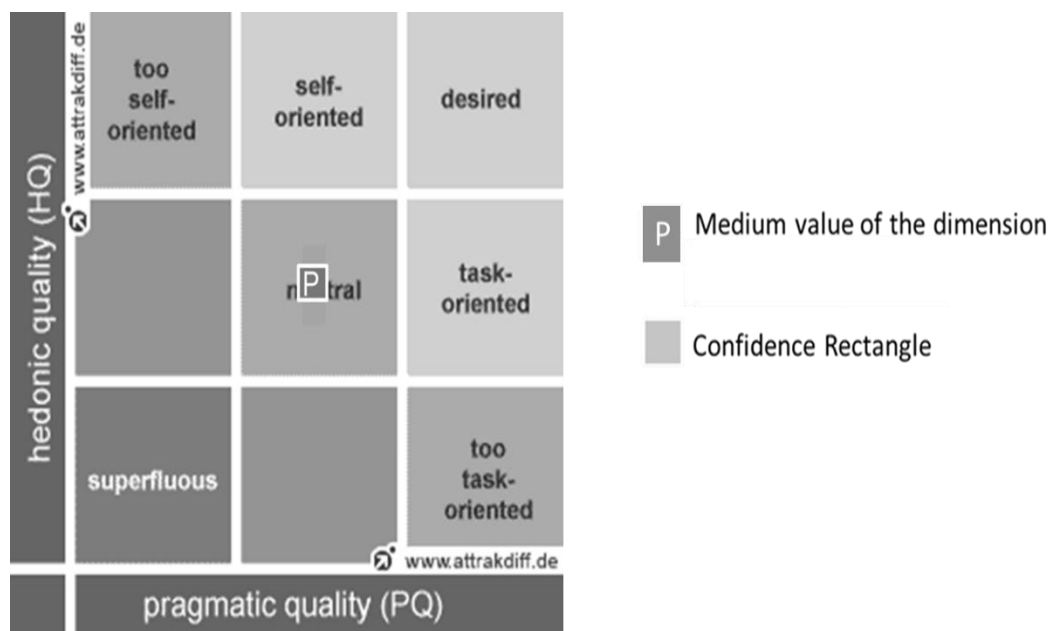 hedonic quality (HQ)
www.attrakdiff.de
too
self-
oriented
self-
oriented
desired
P
task-
oriented
superfluous
too
task-
oriented
www.attrakdiff.de
pragmatic quality (PQ)
P Medium value of the dimension
Confidence Rectangle